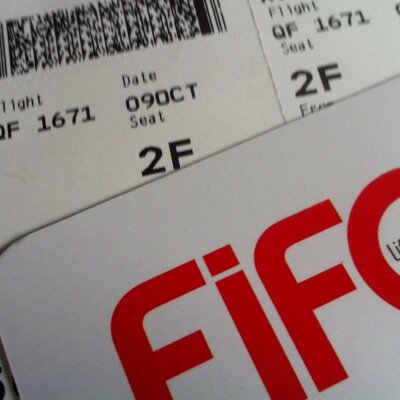 Flight
QF 1671
Date
09OCT
Seat
2F
Flight
QF 1671
Seat
2F
FiFO